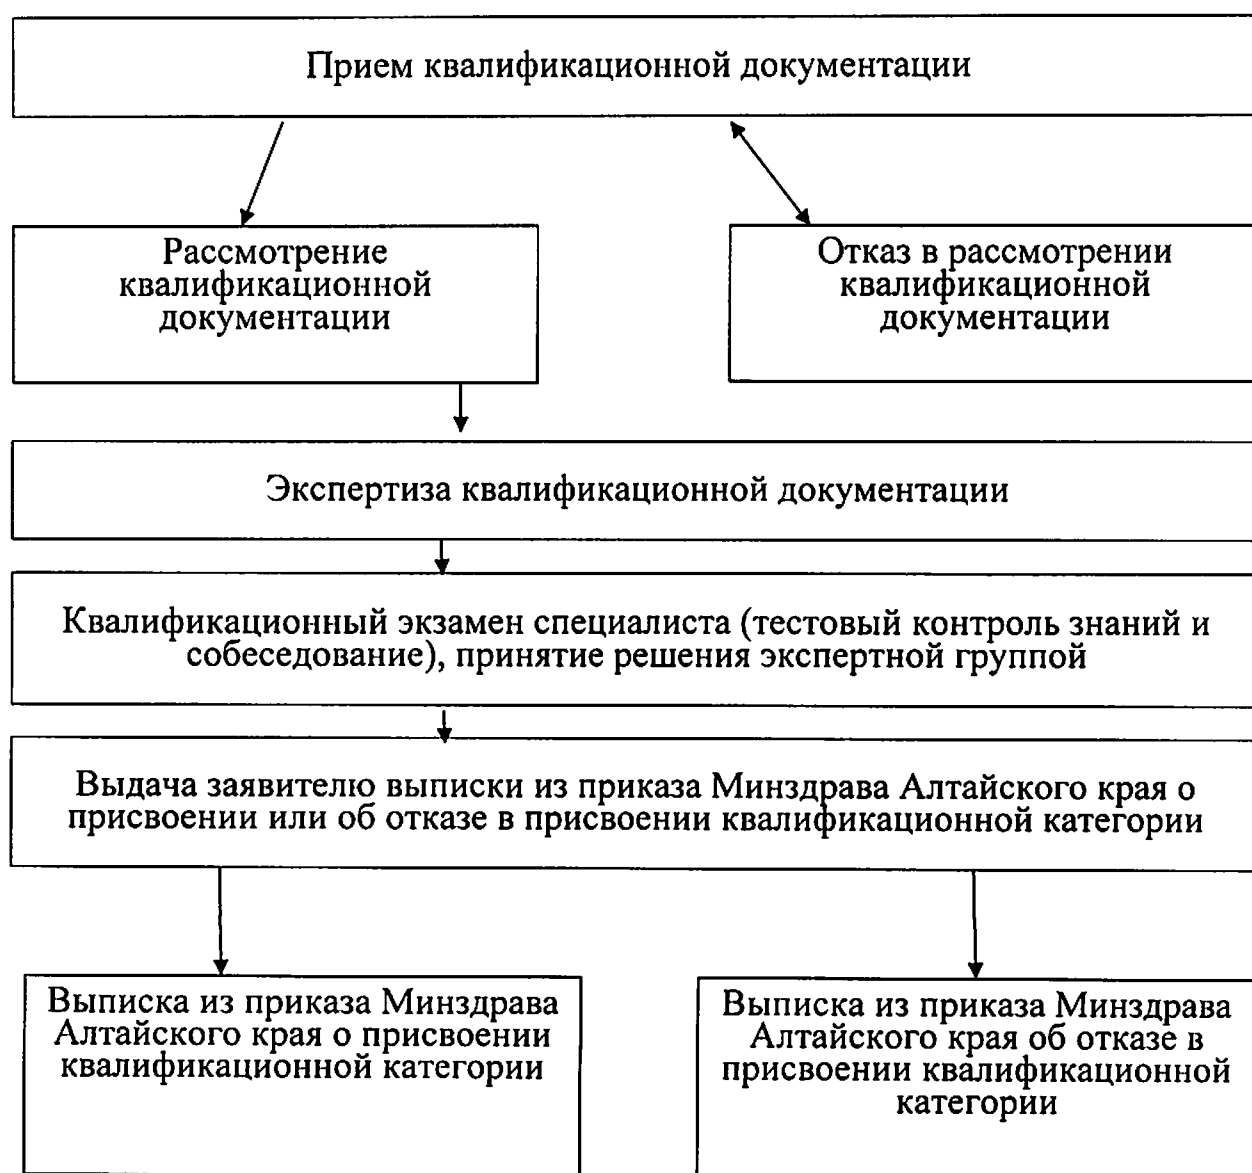 Прием квалификационной документации
Рассмотрение
квалификационной
документации
Отказ в рассмотрении
квалификационной
документации
Экспертиза квалификационной документации
Квалификационный экзамен специалиста (тестовый контроль знаний и
собеседование), принятие решения экспертной группой
Выдача заявителю выписки из приказа Минздрава Алтайского края о
присвоении или об отказе в присвоении квалификационной категории
Выписка из приказа Минздрава
Алтайского края о присвоении
квалификационной категории
Выписка из приказа Минздрава
Алтайского края об отказе в
присвоении квалификационной
категории